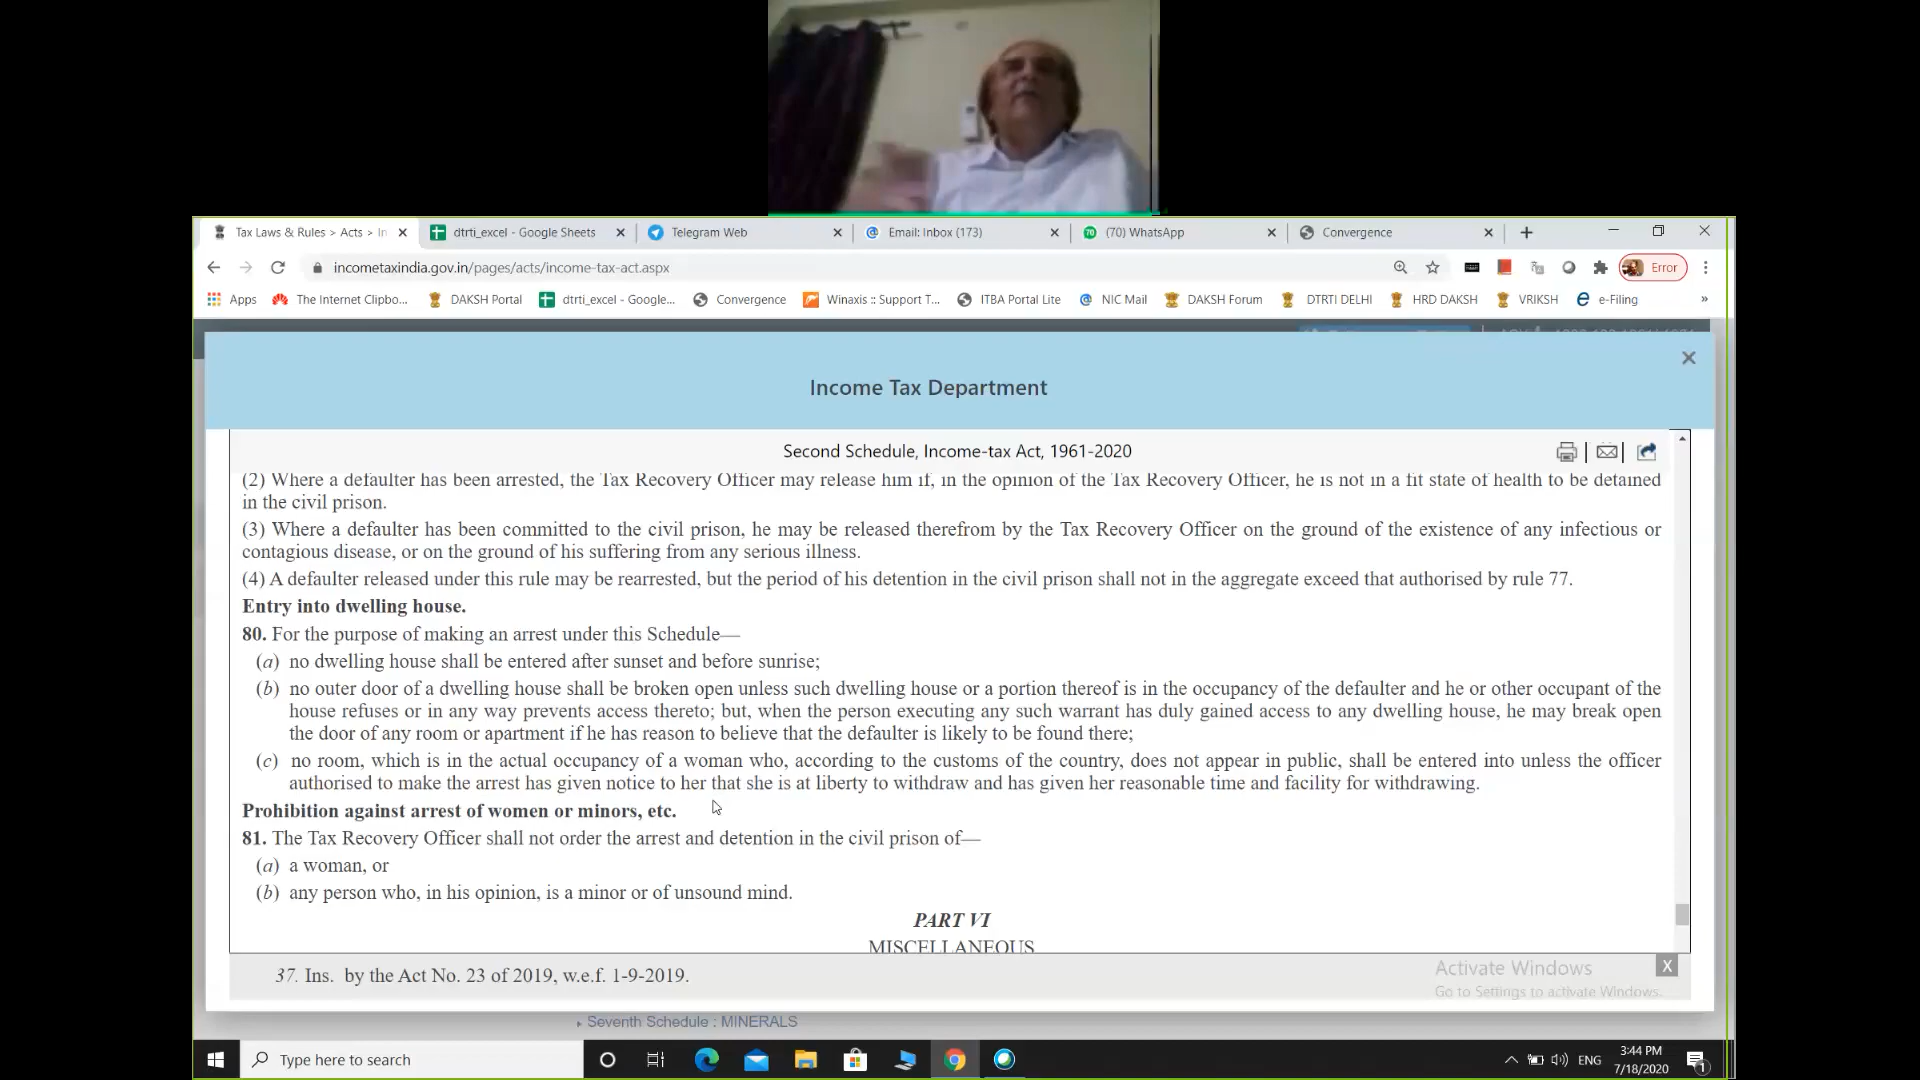 Tax Laws & Rules > Acts > In
dtrti_excel - Google Sheets
Telegram Web
Email: Inbox (173)
70
(70) WhatsApp
Convergence
incometaxindia.gov.in/pages/acts/income-tax-act.aspx
Error
Apps
The Internet Clipbo...
DAKSH Portal
dtrti_excel - Google...
Convergence
Winaxis :: Support T...
ITBA Portal Lite
NIC Mail
DAKSH Forum
DTRTI DELHI
HRD DAKSH
VRIKSH
e-Filing
»
Income Tax Department
Second Schedule, Income-tax Act, 1961-2020
(2) Where a defaulter has been arrested, the Tax Recovery Officer may release him if, in the opinion of the Tax Recovery Officer, he is not in a fit state of health to be detained
in the civil prison.
(3) Where a defaulter has been committed to the civil prison, he may be released therefrom by the Tax Recovery Officer on the ground of the existence of any infectious or
contagious disease, or on the ground of his suffering from any serious illness.
(4) A defaulter released under this rule may be rearrested, but the period of his detention in the civil prison shall not in the aggregate exceed that authorised by rule 77.
Entry into dwelling house.
80. For the purpose of making an arrest under this Schedule—
(a) no dwelling house shall be entered after sunset and before sunrise;
(b) no outer door of a dwelling house shall be broken open unless such dwelling house or a portion thereof is in the occupancy of the defaulter and he or other occupant of the
house refuses or in any way prevents access thereto; but, when the person executing any such warrant has duly gained access to any dwelling house, he may break open
the door of any room or apartment if he has reason to believe that the defaulter is likely to be found there;
(c) no room, which is in the actual occupancy of a woman who, according to the customs of the country, does not appear in public, shall be entered into unless the officer
authorised to make the arrest has given notice to her that she is at liberty to withdraw and has given her reasonable time and facility for withdrawing.
Prohibition against arrest of women or minors, etc.
81. The Tax Recovery Officer shall not order the arrest and detention in the civil prison of—
(a) a woman, or
(b) any person who, in his opinion, is a minor or of unsound mind.
PART VI
MISCELLANEOUS
37. Ins. by the Act No. 23 of 2019, w.e.f. 1-9-2019.
X
Activate Windows
Go to Settings to activate Windows.
Seventh Schedule : MINERALS
Type here to search
ENG
3:44 PM
7/18/2020
1